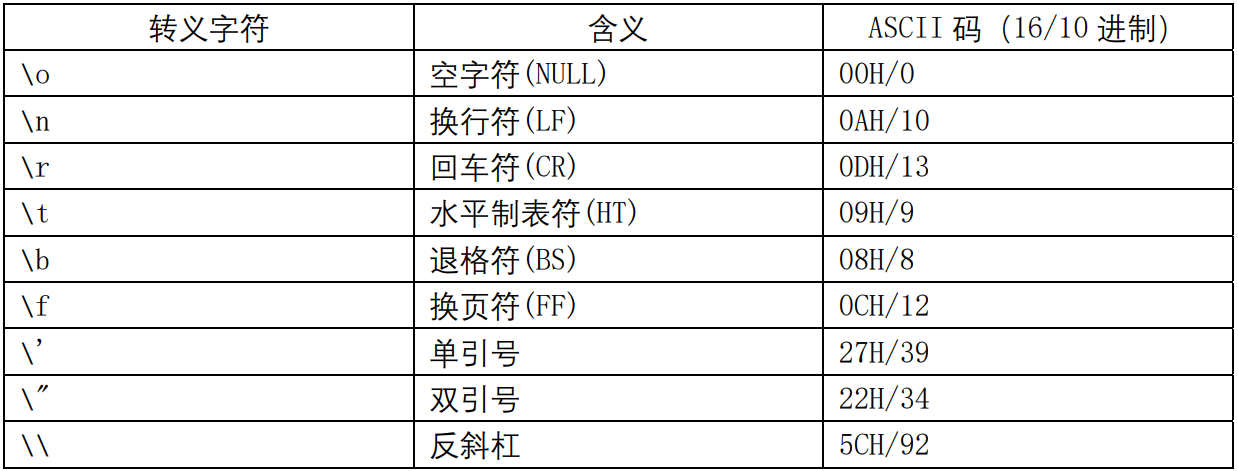 转义字符 含义 ASCII 码 (16/10 进制)
\o 空字符(NULL) 00H/0
\n 换行符(LF) 0AH/10
\r 回车符(CR) 0DH/13
\t 水平制表符(HT) 09H/9
\b 退格符(BS) 08H/8
\f 换页符(FF) 0CH/12
\' 单引号 27H/39
\" 双引号 22H/34
\\ 反斜杠 5CH/92